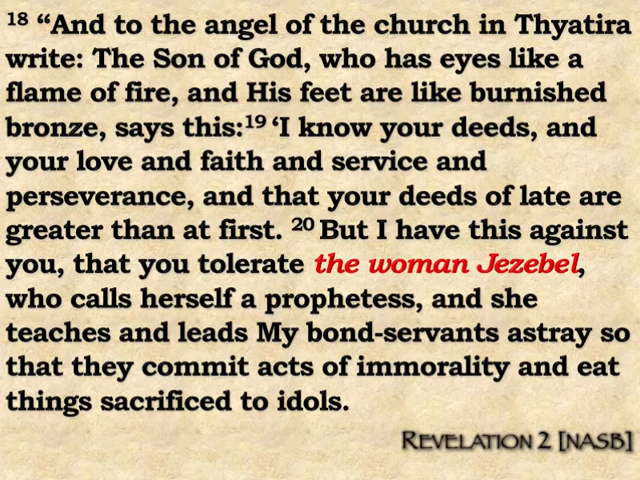 18 “And to the angel of the church in Thyatira
write: The Son of God, who has eyes like a
flame of fire, and His feet are like burnished
bronze, says this:19 ‘I know your deeds, and
your love and faith and service and
perseverance, and that your deeds of late are
greater than at first. 20 But I have this against
you, that you tolerate the woman Jezebel,
who calls herself a prophetess, and she
teaches and leads My bond-servants astray so
that they commit acts of immorality and eat
things sacrificed to idols.
Revelation 2 [NASB]